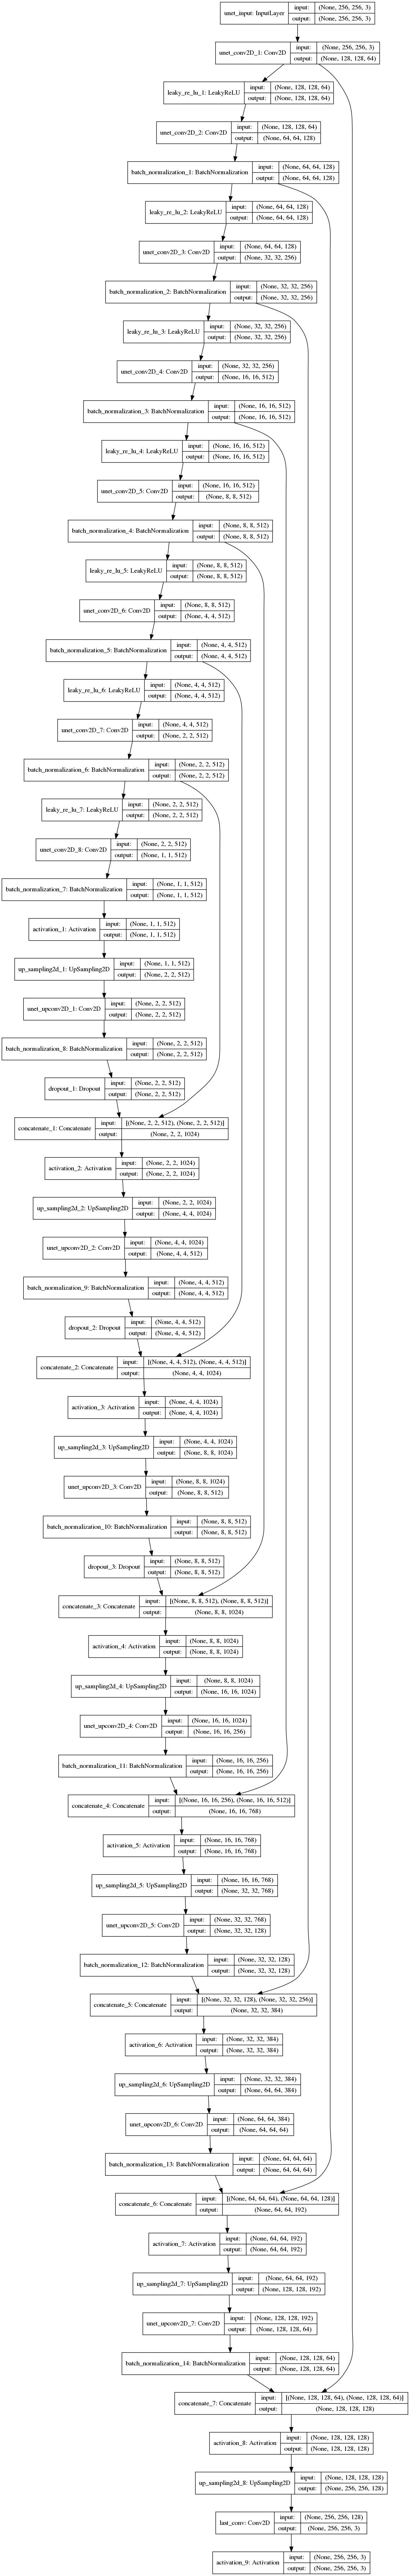 unet_input: InputLayer input: (None, 256, 256, 3)
output: (None, 256, 256, 3)
unet_conv2D_1: Conv2D input: (None, 256, 256, 3)
output: (None, 128, 128, 64)
leaky_re_lu_1: LeakyReLU input: (None, 128, 128, 64)
output: (None, 128, 128, 64)
unet_conv2D_2: Conv2D input: (None, 128, 128, 64)
output: (None, 64, 64, 128)
batch_normalization_1: BatchNormalization input: (None, 64, 64, 128)
output: (None, 64, 64, 128)
leaky_re_lu_2: LeakyReLU input: (None, 64, 64, 128)
output: (None, 64, 64, 128)
unet_conv2D_3: Conv2D input: (None, 64, 64, 128)
output: (None, 32, 32, 256)
batch_normalization_2: BatchNormalization input: (None, 32, 32, 256)
output: (None, 32, 32, 256)
leaky_re_lu_3: LeakyReLU input: (None, 32, 32, 256)
output: (None, 32, 32, 256)
unet_conv2D_4: Conv2D input: (None, 32, 32, 256)
output: (None, 16, 16, 512)
batch_normalization_3: BatchNormalization input: (None, 16, 16, 512)
output: (None, 16, 16, 512)
leaky_re_lu_4: LeakyReLU input: (None, 16, 16, 512)
output: (None, 16, 16, 512)
unet_conv2D_5: Conv2D input: (None, 16, 16, 512)
output: (None, 8, 8, 512)
batch_normalization_4: BatchNormalization input: (None, 8, 8, 512)
output: (None, 8, 8, 512)
leaky_re_lu_5: LeakyReLU input: (None, 8, 8, 512)
output: (None, 8, 8, 512)
unet_conv2D_6: Conv2D input: (None, 8, 8, 512)
output: (None, 4, 4, 512)
batch_normalization_5: BatchNormalization input: (None, 4, 4, 512)
output: (None, 4, 4, 512)
leaky_re_lu_6: LeakyReLU input: (None, 4, 4, 512)
output: (None, 4, 4, 512)
unet_conv2D_7: Conv2D input: (None, 4, 4, 512)
output: (None, 2, 2, 512)
batch_normalization_6: BatchNormalization input: (None, 2, 2, 512)
output: (None, 2, 2, 512)
leaky_re_lu_7: LeakyReLU input: (None, 2, 2, 512)
output: (None, 2, 2, 512)
unet_conv2D_8: Conv2D input: (None, 2, 2, 512)
output: (None, 1, 1, 512)
batch_normalization_7: BatchNormalization input: (None, 1, 1, 512)
output: (None, 1, 1, 512)
activation_1: Activation input: (None, 1, 1, 512)
output: (None, 1, 1, 512)
up_sampling2d_1: UpSampling2D input: (None, 1, 1, 512)
output: (None, 2, 2, 512)
unet_upconv2D_1: Conv2D input: (None, 2, 2, 512)
output: (None, 2, 2, 512)
batch_normalization_8: BatchNormalization input: (None, 2, 2, 512)
output: (None, 2, 2, 512)
dropout_1: Dropout input: (None, 2, 2, 512)
output: (None, 2, 2, 512)
concatenate_1: Concatenate input: [(None, 2, 2, 512), (None, 2, 2, 512)]
output: (None, 2, 2, 1024)
activation_2: Activation input: (None, 2, 2, 1024)
output: (None, 2, 2, 1024)
up_sampling2d_2: UpSampling2D input: (None, 2, 2, 1024)
output: (None, 4, 4, 1024)
unet_upconv2D_2: Conv2D input: (None, 4, 4, 1024)
output: (None, 4, 4, 512)
batch_normalization_9: BatchNormalization input: (None, 4, 4, 512)
output: (None, 4, 4, 512)
dropout_2: Dropout input: (None, 4, 4, 512)
output: (None, 4, 4, 512)
concatenate_2: Concatenate input: [(None, 4, 4, 512), (None, 4, 4, 512)]
output: (None, 4, 4, 1024)
activation_3: Activation input: (None, 4, 4, 1024)
output: (None, 4, 4, 1024)
up_sampling2d_3: UpSampling2D input: (None, 4, 4, 1024)
output: (None, 8, 8, 1024)
unet_upconv2D_3: Conv2D input: (None, 8, 8, 1024)
output: (None, 8, 8, 512)
batch_normalization_10: BatchNormalization input: (None, 8, 8, 512)
output: (None, 8, 8, 512)
dropout_3: Dropout input: (None, 8, 8, 512)
output: (None, 8, 8, 512)
concatenate_3: Concatenate input: [(None, 8, 8, 512), (None, 8, 8, 512)]
output: (None, 8, 8, 1024)
activation_4: Activation input: (None, 8, 8, 1024)
output: (None, 8, 8, 1024)
up_sampling2d_4: UpSampling2D input: (None, 8, 8, 1024)
output: (None, 16, 16, 1024)
unet_upconv2D_4: Conv2D input: (None, 16, 16, 1024)
output: (None, 16, 16, 256)
batch_normalization_11: BatchNormalization input: (None, 16, 16, 256)
output: (None, 16, 16, 256)
concatenate_4: Concatenate input: [(None, 16, 16, 256), (None, 16, 16, 512)]
output: (None, 16, 16, 768)
activation_5: Activation input: (None, 16, 16, 768)
output: (None, 16, 16, 768)
up_sampling2d_5: UpSampling2D input: (None, 16, 16, 768)
output: (None, 32, 32, 768)
unet_upconv2D_5: Conv2D input: (None, 32, 32, 768)
output: (None, 32, 32, 128)
batch_normalization_12: BatchNormalization input: (None, 32, 32, 128)
output: (None, 32, 32, 128)
concatenate_5: Concatenate input: [(None, 32, 32, 128), (None, 32, 32, 256)]
output: (None, 32, 32, 384)
activation_6: Activation input: (None, 32, 32, 384)
output: (None, 32, 32, 384)
up_sampling2d_6: UpSampling2D input: (None, 32, 32, 384)
output: (None, 64, 64, 384)
unet_upconv2D_6: Conv2D input: (None, 64, 64, 384)
output: (None, 64, 64, 64)
batch_normalization_13: BatchNormalization input: (None, 64, 64, 64)
output: (None, 64, 64, 64)
concatenate_6: Concatenate input: [(None, 64, 64, 64), (None, 64, 64, 128)]
output: (None, 64, 64, 192)
activation_7: Activation input: (None, 64, 64, 192)
output: (None, 64, 64, 192)
up_sampling2d_7: UpSampling2D input: (None, 64, 64, 192)
output: (None, 128, 128, 192)
unet_upconv2D_7: Conv2D input: (None, 128, 128, 192)
output: (None, 128, 128, 64)
batch_normalization_14: BatchNormalization input: (None, 128, 128, 64)
output: (None, 128, 128, 64)
concatenate_7: Concatenate input: [(None, 128, 128, 64), (None, 128, 128, 64)]
output: (None, 128, 128, 128)
activation_8: Activation input: (None, 128, 128, 128)
output: (None, 128, 128, 128)
up_sampling2d_8: UpSampling2D input: (None, 128, 128, 128)
output: (None, 256, 256, 128)
last_conv: Conv2D input: (None, 256, 256, 128)
output: (None, 256, 256, 3)
activation_9: Activation input: (None, 256, 256, 3)
output: (None, 256, 256, 3)